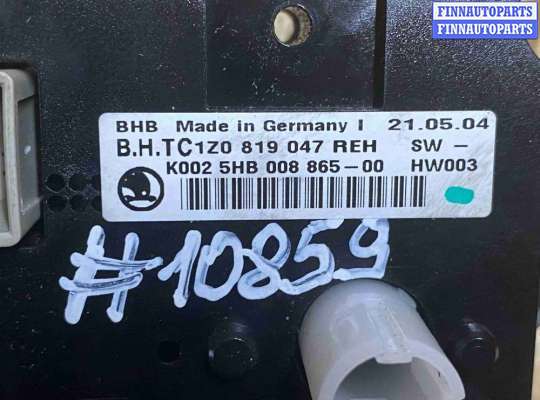 FINNAUTOPARTS
FINNAUTOPARTS
BHB Made in Germany I 21.05.04
B.H.TC1Z0 819 047 REH SW -
K002 5HB 008 865-00 HW003
#10859